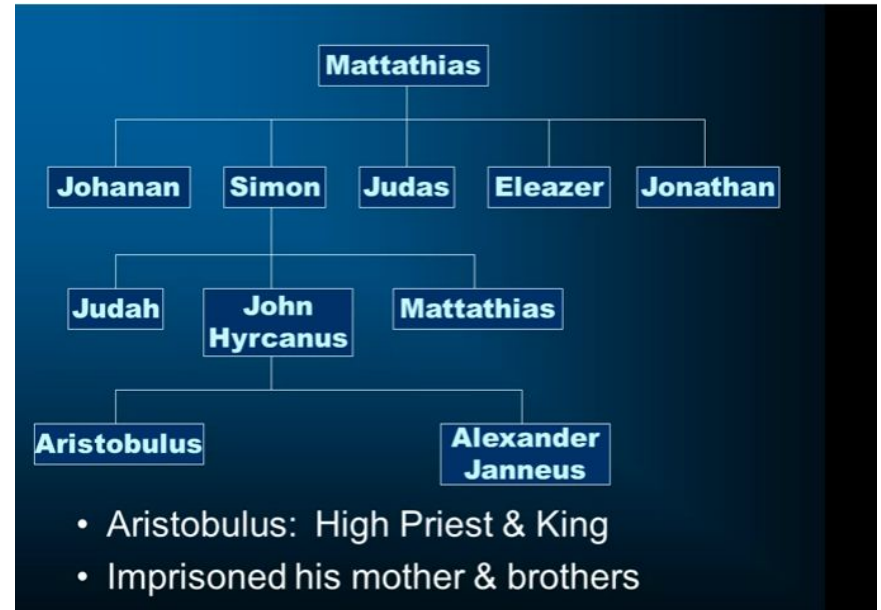 Mattathias
Johanan Simon Judas Eleazer Jonathan
Judah John Hyrcanus Mattathias
Aristobulus Alexander Janneus
• Aristobulus: High Priest & King
• Imprisoned his mother & brothers